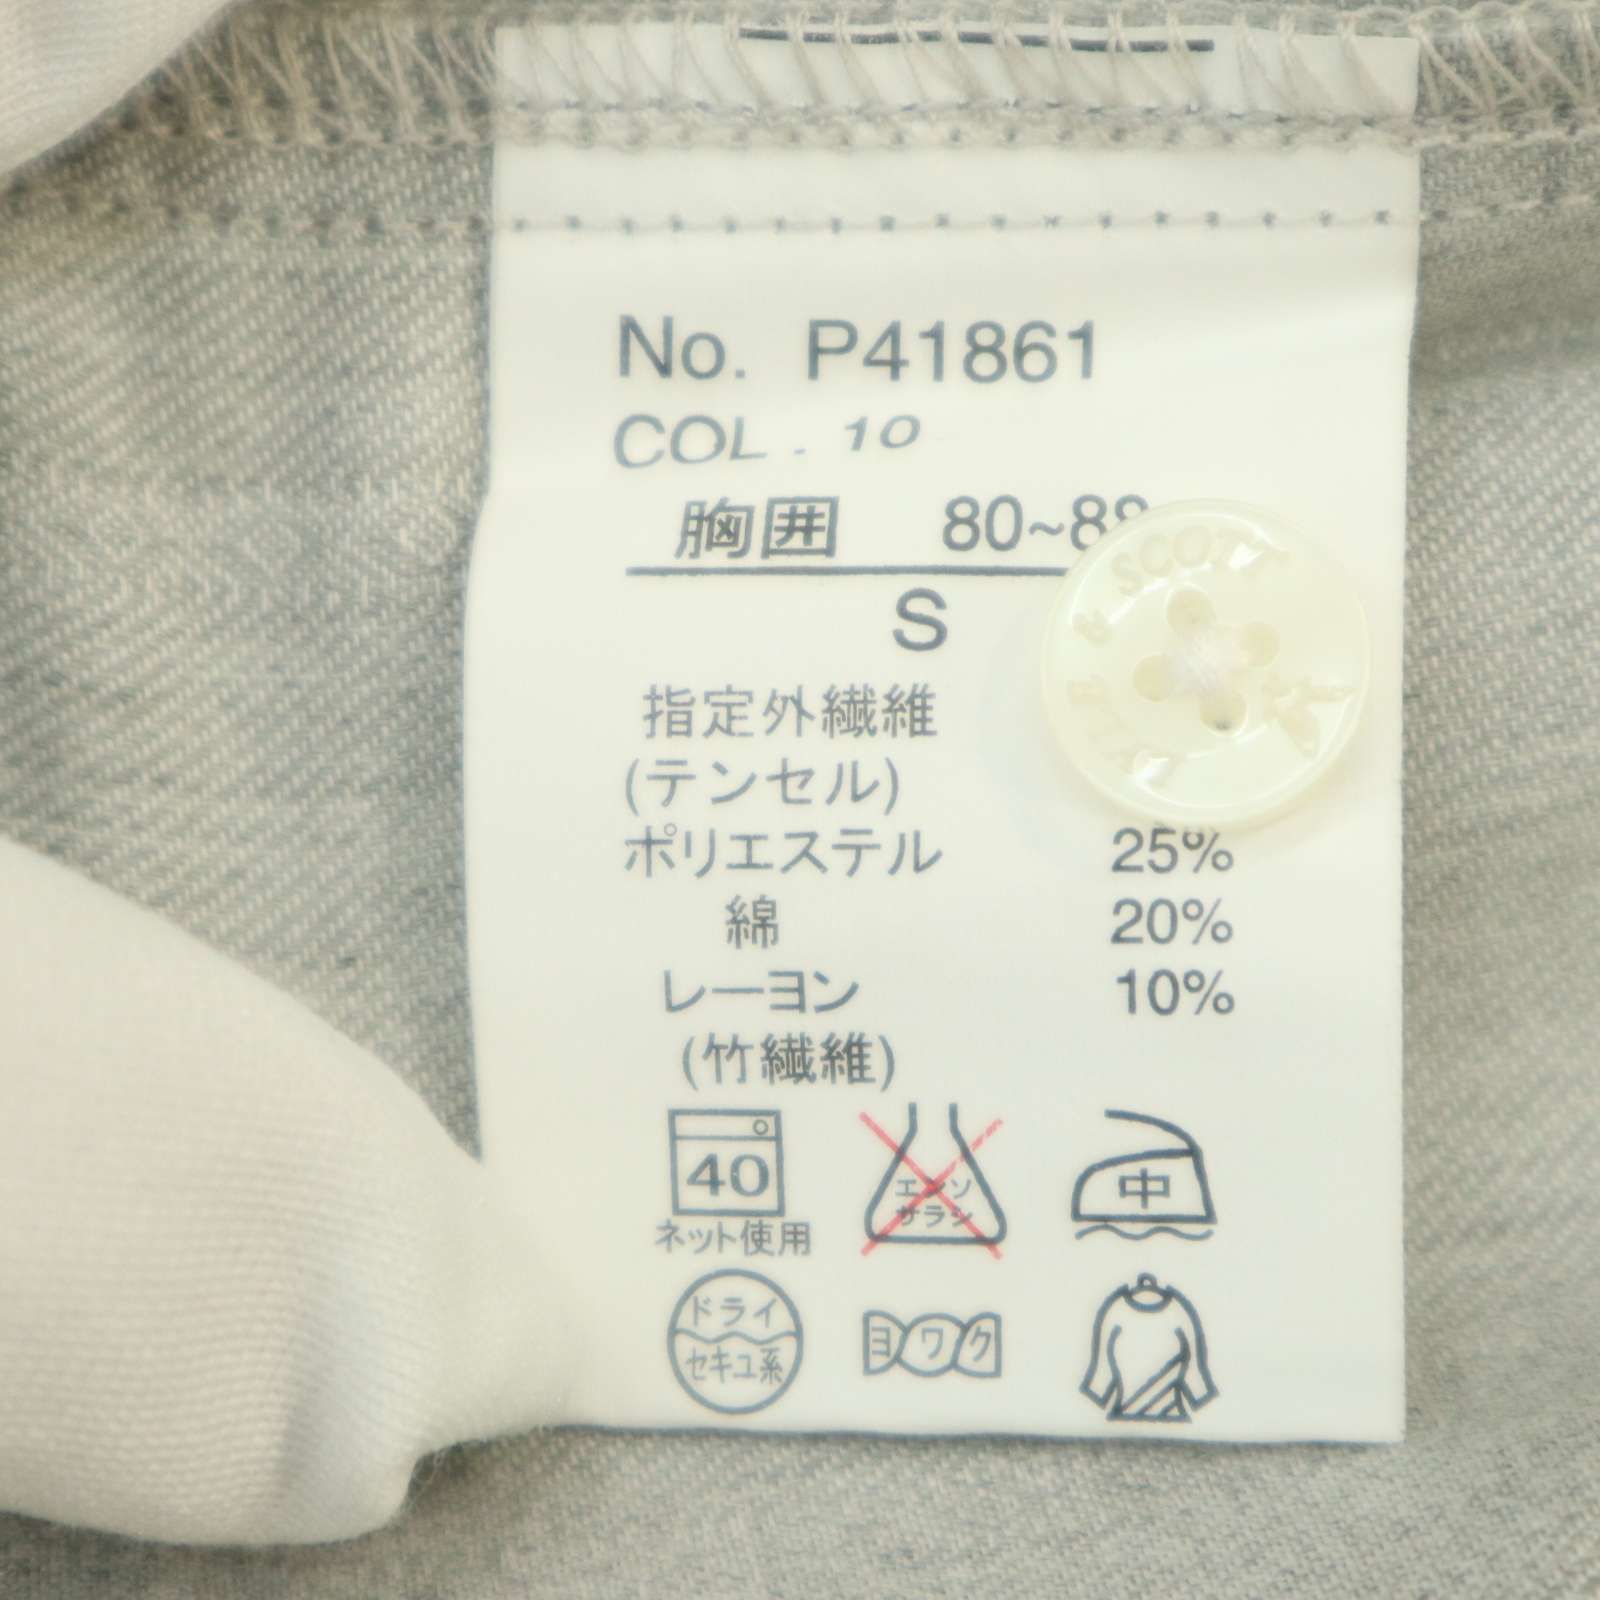 No. P41861
COL. 10
胸囲 80~88
S
SCOTT
指定外繊維
(テンセル)
ポリエステル 25%
綿 20%
レーヨン 10%
(竹繊維)
40
ネット使用
エンソ
サラシ
中
ドライ
セキユ系
ヨワク